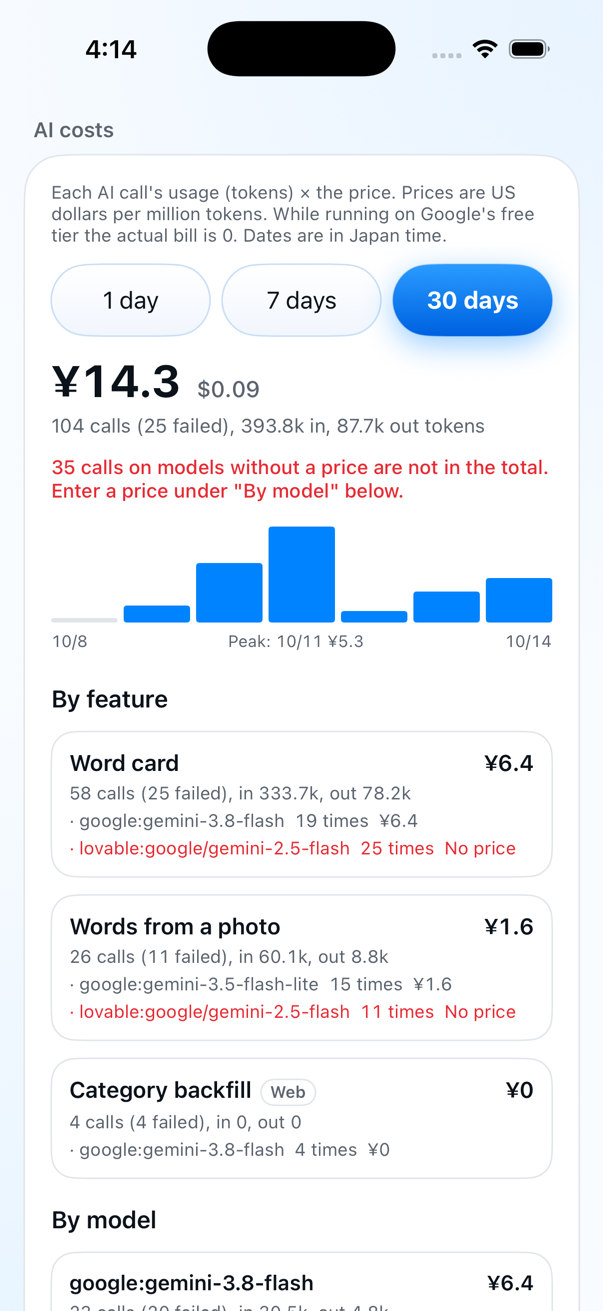 4:14
AI costs
Each AI call's usage (tokens) × the price. Prices are US
dollars per million tokens. While running on Google's free
tier the actual bill is 0. Dates are in Japan time.
1 day
7 days
30 days
¥14.3 $0.09
104 calls (25 failed), 393.8k in, 87.7k out tokens
35 calls on models without a price are not in the total.
Enter a price under "By model" below.
10/8 Peak: 10/11 ¥5.3 10/14
By feature
Word card ¥6.4
58 calls (25 failed), in 333.7k, out 78.2k
· google:gemini-3.8-flash 19 times ¥6.4
· lovable:google/gemini-2.5-flash 25 times No price
Words from a photo ¥1.6
26 calls (11 failed), in 60.1k, out 8.8k
· google:gemini-3.5-flash-lite 15 times ¥1.6
· lovable:google/gemini-2.5-flash 11 times No price
Category backfill Web ¥0
4 calls (4 failed), in 0, out 0
· google:gemini-3.8-flash 4 times ¥0
By model
google:gemini-3.8-flash ¥6.4